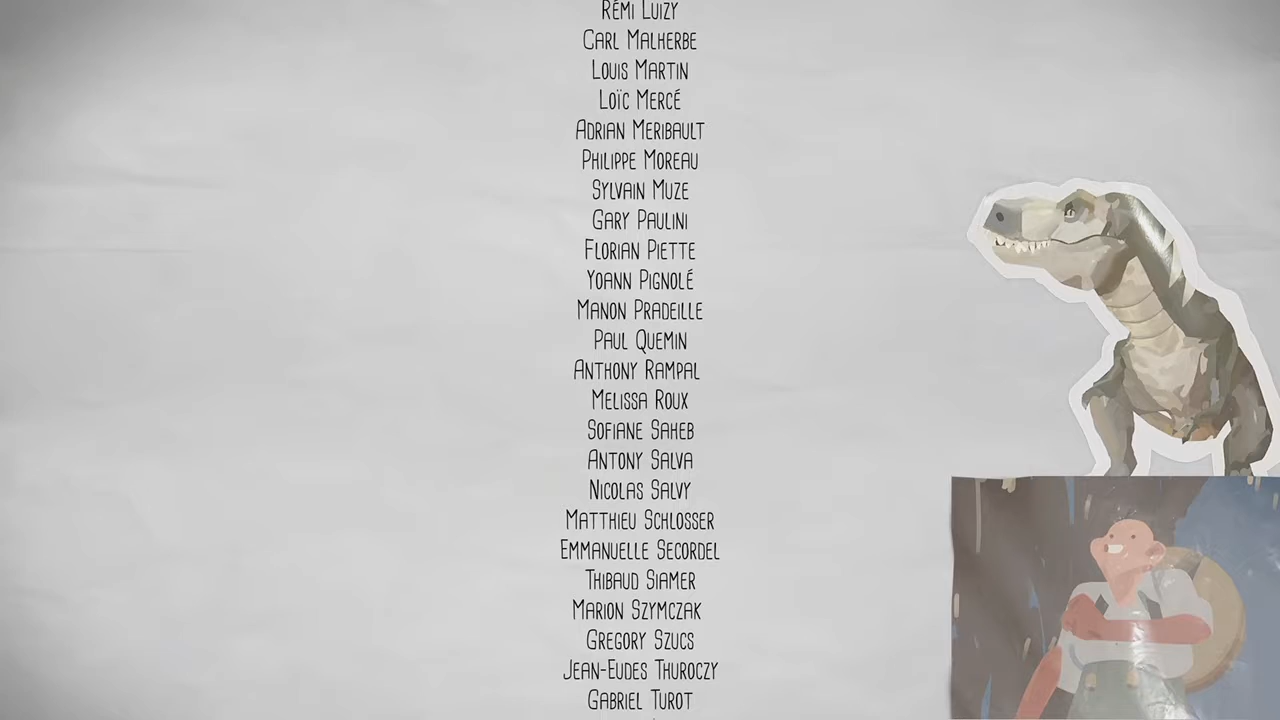 Rémi Luizy
Carl Malherbe
Louis Martin
Loïc Mercé
Adrian Meribault
Philippe Moreau
Sylvain Muze
Gary Paulini
Florian Piette
Yoann Pignolé
Manon Pradeille
Paul Quemin
Anthony Rampal
Melissa Roux
Sofiane Saheb
Antony Salva
Nicolas Salvy
Matthieu Schlosser
Emmanuelle Secordel
Thibaud Siamer
Marion Szymczak
Gregory Szucs
Jean-Eudes Thuroczy
Gabriel Turot